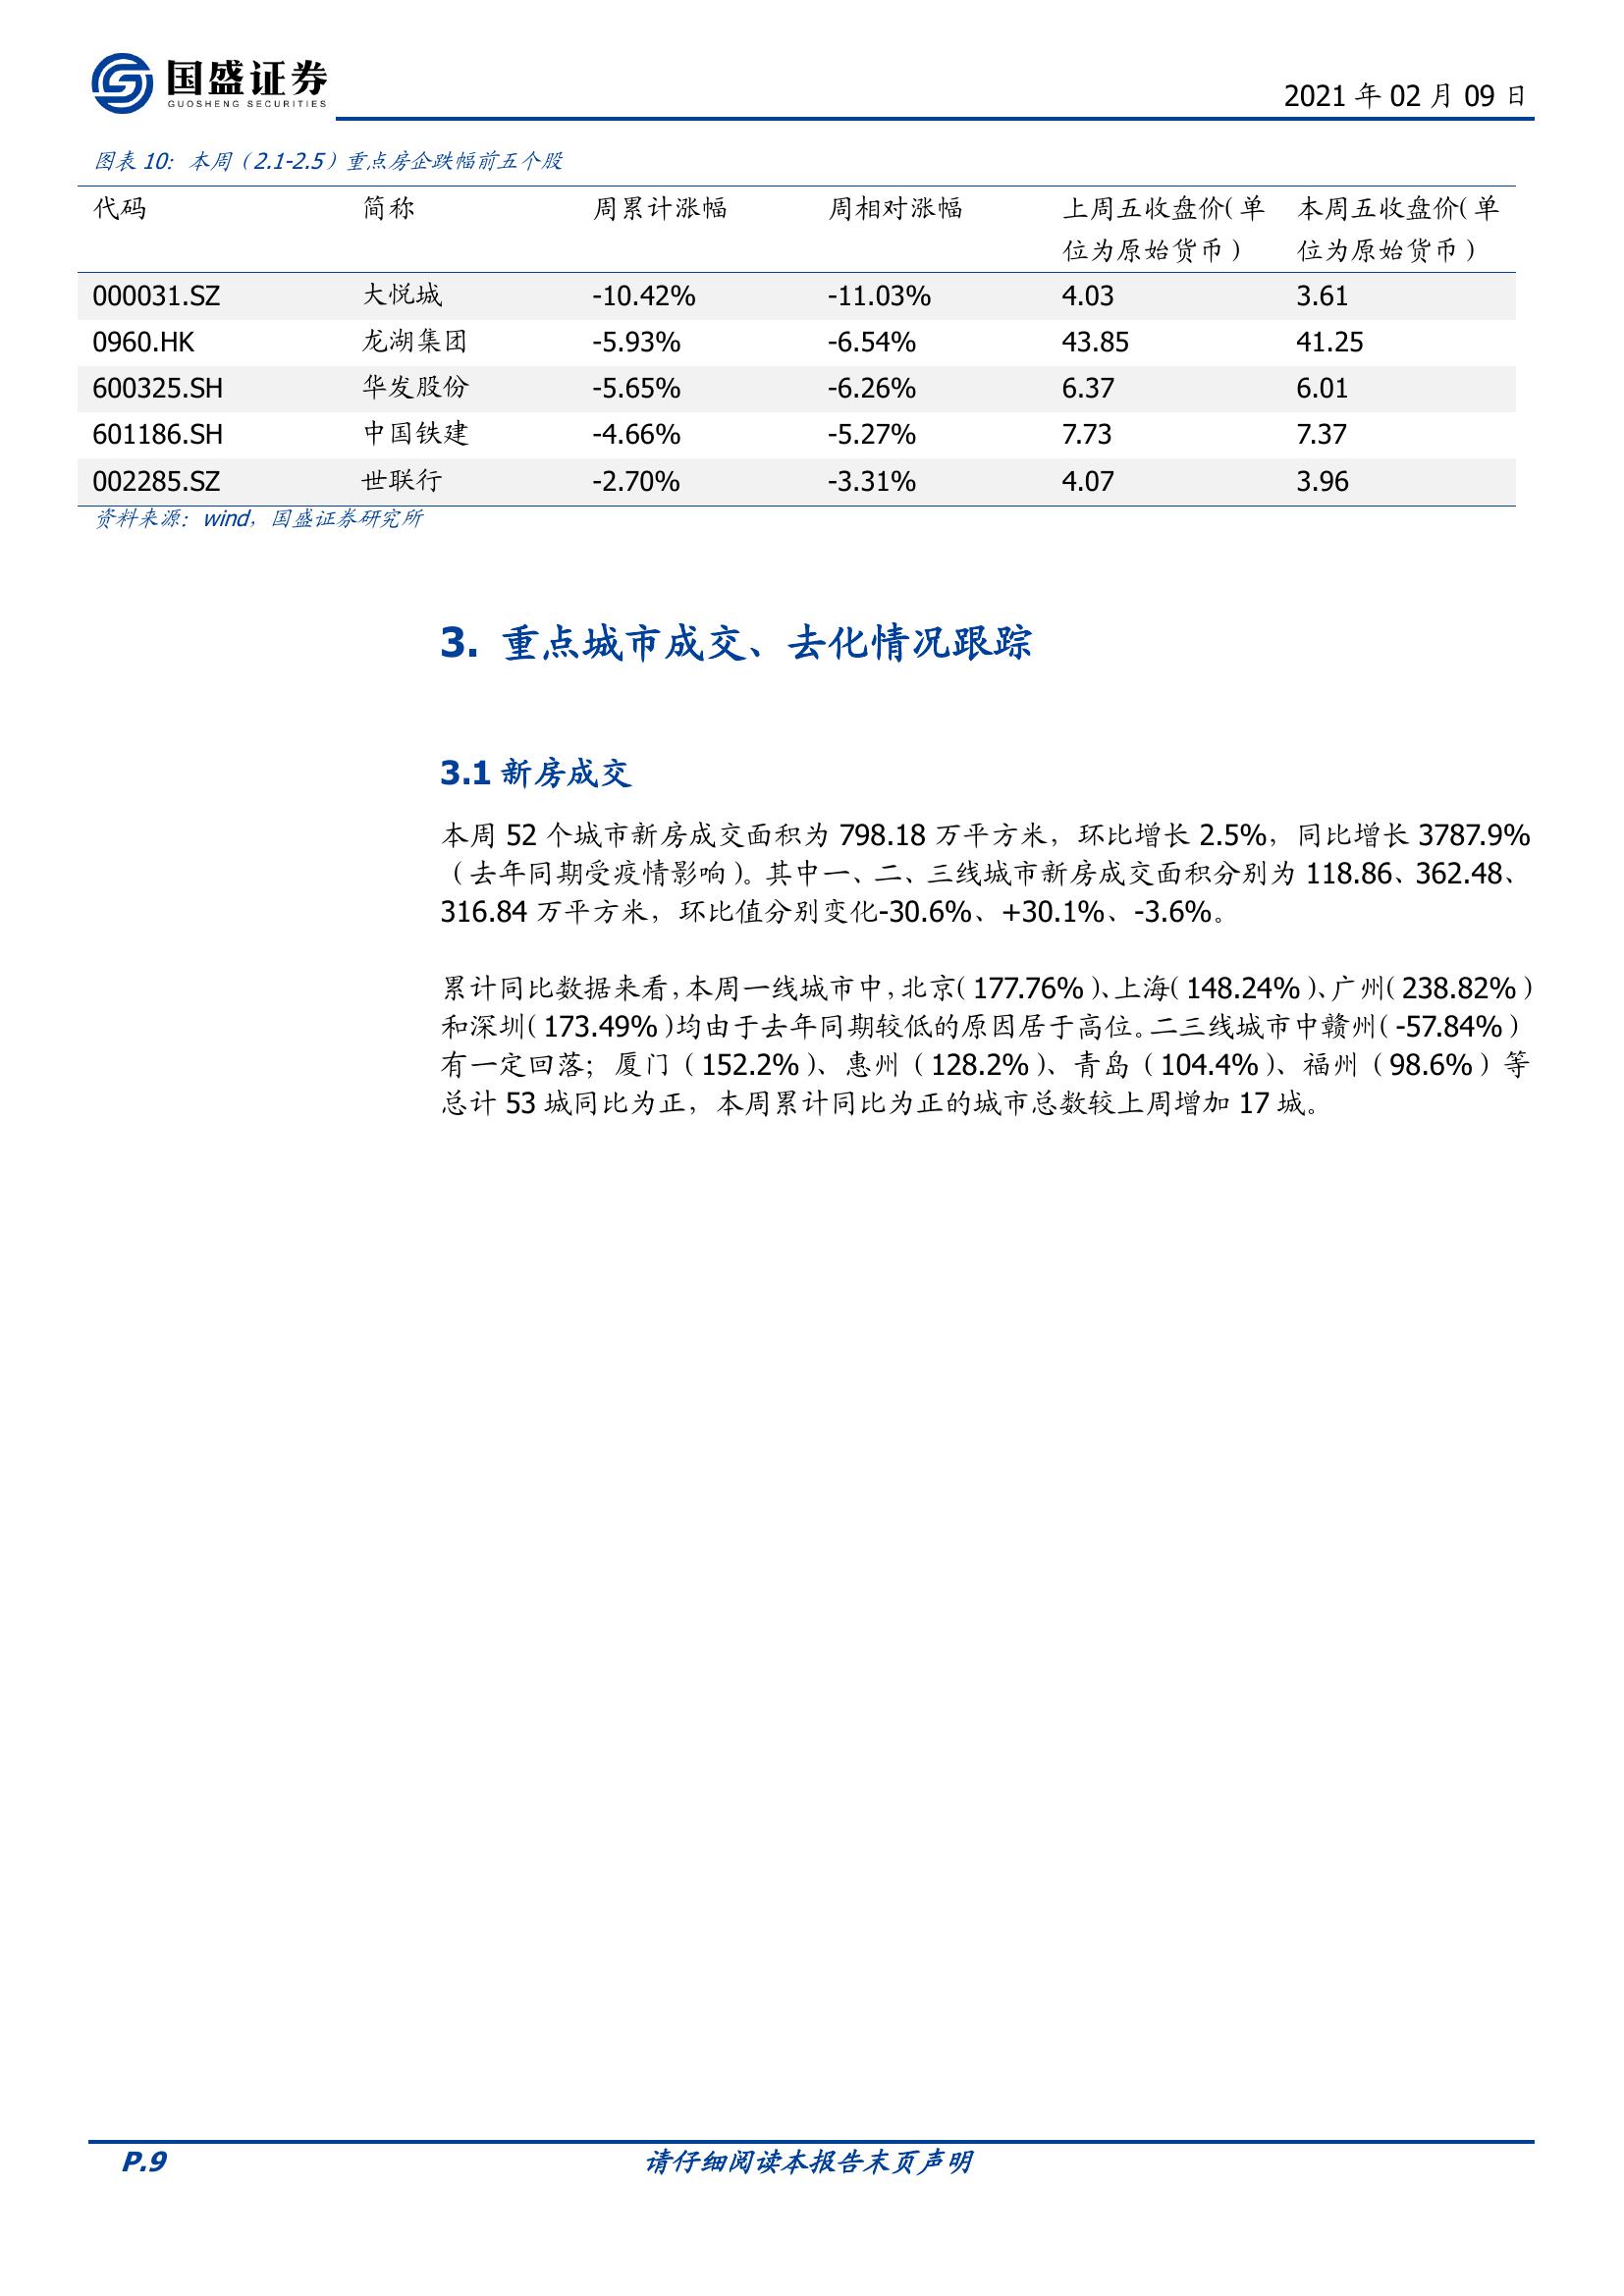 国盛证券
GUOSHENG SECURITIES
2021 年 02 月 09 日
图表 10：本周（2.1-2.5）重点房企跌幅前五个股
代码 简称 周累计涨幅 周相对涨幅 上周五收盘价（单位为原始货币） 本周五收盘价（单位为原始货币）
000031.SZ 大悦城 -10.42% -11.03% 4.03 3.61
0960.HK 龙湖集团 -5.93% -6.54% 43.85 41.25
600325.SH 华发股份 -5.65% -6.26% 6.37 6.01
601186.SH 中国铁建 -4.66% -5.27% 7.73 7.37
002285.SZ 世联行 -2.70% -3.31% 4.07 3.96
资料来源：wind，国盛证券研究所
3. 重点城市成交、去化情况跟踪
3.1 新房成交
本周 52 个城市新房成交面积为 798.18 万平方米，环比增长 2.5%，同比增长 3787.9%
（去年同期受疫情影响）。其中一、二、三线城市新房成交面积分别为 118.86、362.48、
316.84 万平方米，环比值分别变化-30.6%、+30.1%、-3.6%。
累计同比数据来看，本周一线城市中，北京（177.76%）、上海（148.24%）、广州（238.82%）
和深圳（173.49%）均由于去年同期较低的原因居于高位。二三线城市中赣州（-57.84%）
有一定回落；厦门（152.2%）、惠州（128.2%）、青岛（104.4%）、福州（98.6%）等
总计 53 城同比为正，本周累计同比为正的城市总数较上周增加 17 城。
P.9 请仔细阅读本报告末页声明